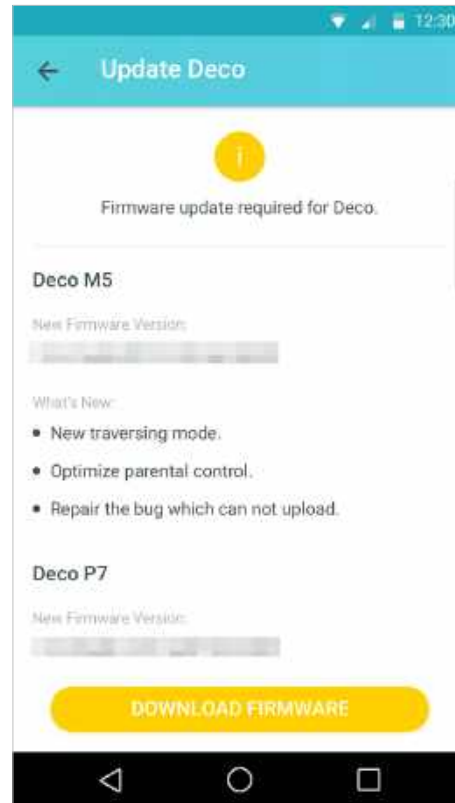 12:30
Update Deco
i
Firmware update required for Deco.
Deco M5
New Firmware Version:
What's New:
• New traversing mode.
• Optimize parental control.
• Repair the bug which can not upload.
Deco P7
New Firmware Version:
DOWNLOAD FIRMWARE